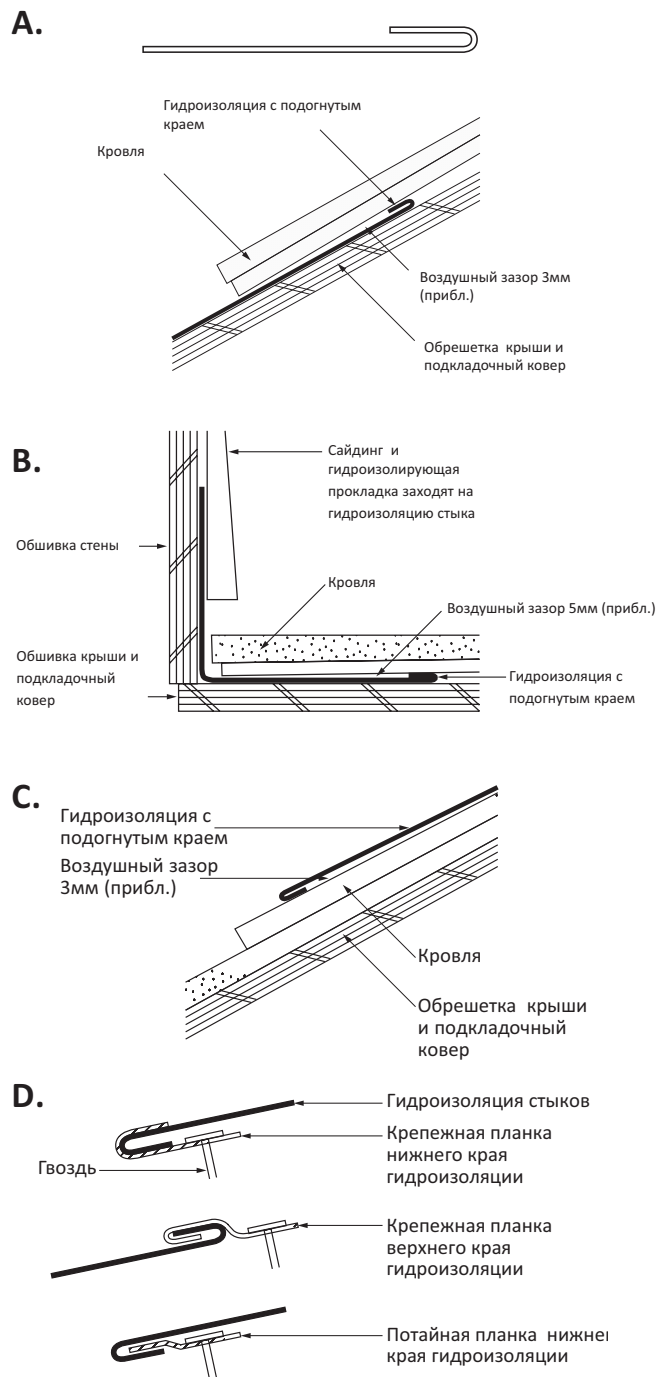 A.
Гидроизоляция с подогнутым
краем
Кровля
Воздушный зазор 3мм
(прибл.)
Обрешетка крыши и
подкладочный ковер
B.
Сайдинг и
гидроизолирующая
прокладка заходят на
гидроизоляцию стыка
Обшивка стены
Кровля
Воздушный зазор 5мм (прибл.)
Обшивка крыши и
подкладочный
ковер
Гидроизоляция с
подогнутым краем
C.
Гидроизоляция с
подогнутым краем
Воздушный зазор
3мм (прибл.)
Кровля
Обрешетка крыши
и подкладочный
ковер
D.
Гидроизоляция стыков
Крепежная планка
нижнего края
гидроизоляции
Гвоздь
Крепежная планка
верхнего края
гидроизоляции
Потайная планка
края гидроизоляции